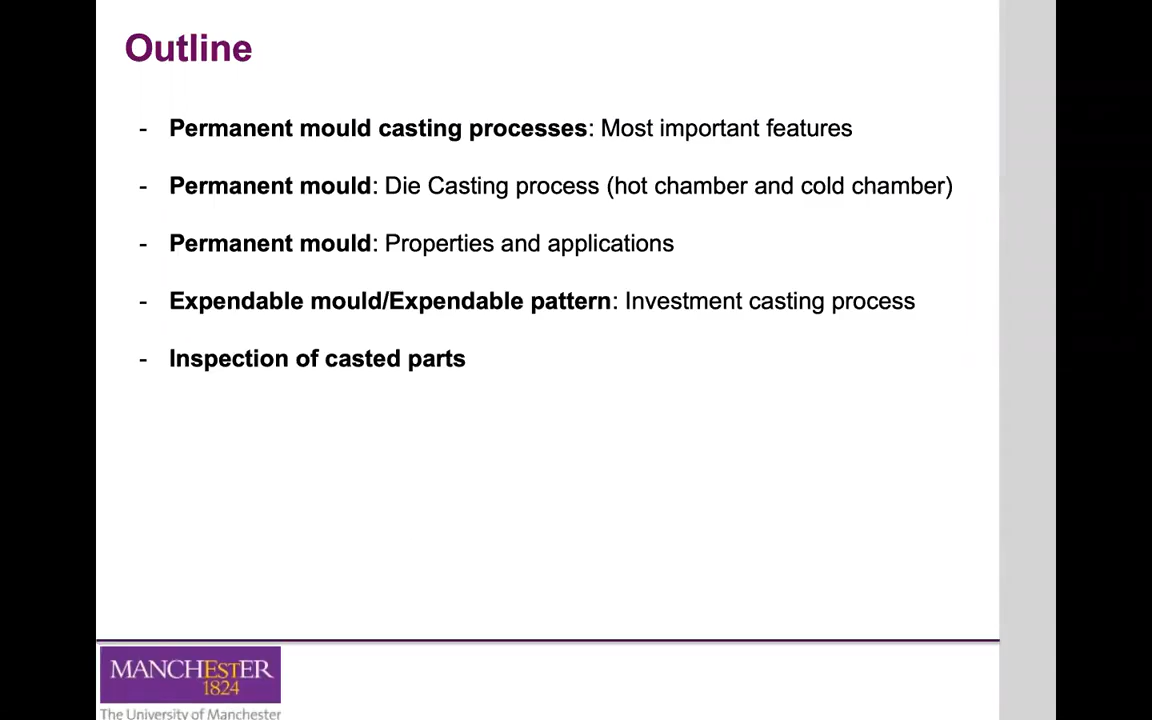 Outline
- Permanent mould casting processes: Most important features
- Permanent mould: Die Casting process (hot chamber and cold chamber)
- Permanent mould: Properties and applications
- Expendable mould/Expendable pattern: Investment casting process
- Inspection of casted parts
MANCHESTER
1824
The University of Manchester